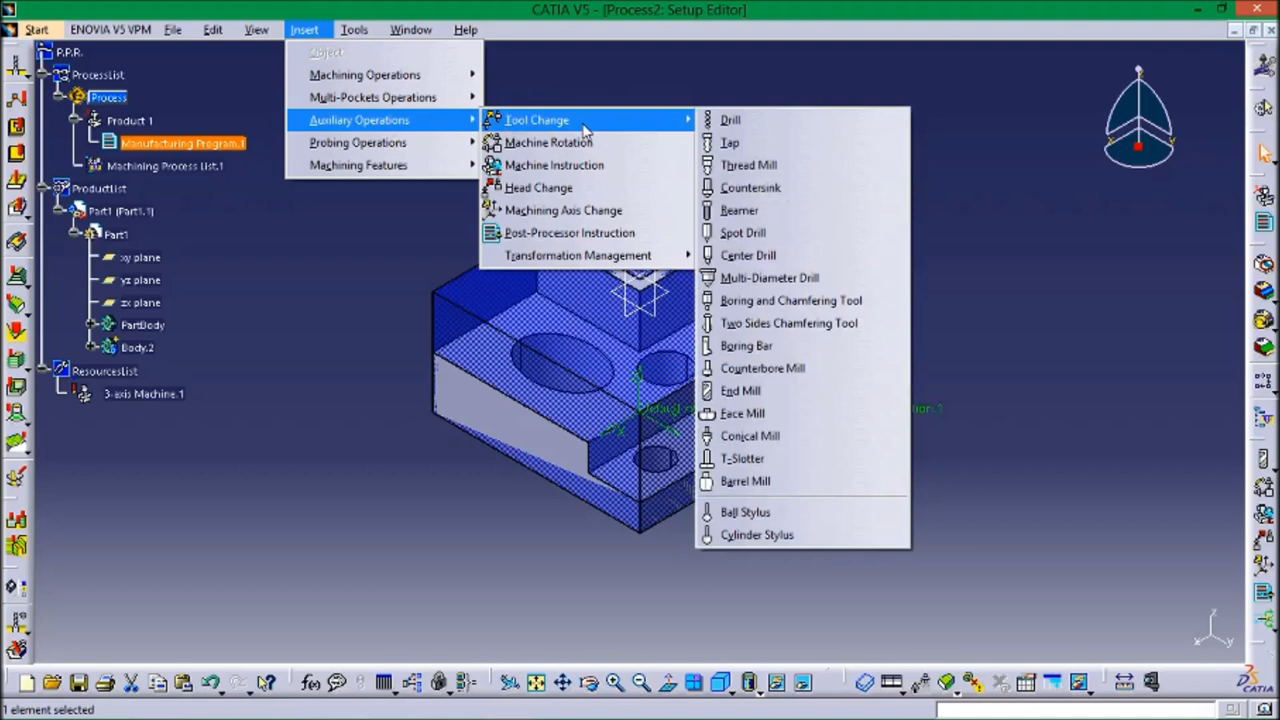 CATIA V5 - [Process2: Setup Editor]
Start ENOVIA V5 VPM File Edit View Insert Tools Window Help
P.P.R.
ProcessList
Process
Product 1
Manufacturing Program.1
Machining Process List.1
ProductList
Part1 (Part1.1)
Part1
xy plane
yz plane
zx plane
PartBody
Body.2
ResourcesList
3-axis Machine.1
Object
Machining Operations
Multi-Pockets Operations
Auxiliary Operations
Probing Operations
Machining Features
Tool Change
Machine Rotation
Machine Instruction
Head Change
Machining Axis Change
Post-Processor Instruction
Transformation Management
Drill
Tap
Thread Mill
Countersink
Reamer
Spot Drill
Center Drill
Multi-Diameter Drill
Boring and Chamfering Tool
Two Sides Chamfering Tool
Boring Bar
Counterbore Mill
End Mill
Face Mill
Conical Mill
T-Slotter
Barrel Mill
Ball Stylus
Cylinder Stylus
z
x y
f(x)
CATIA
1 element selected